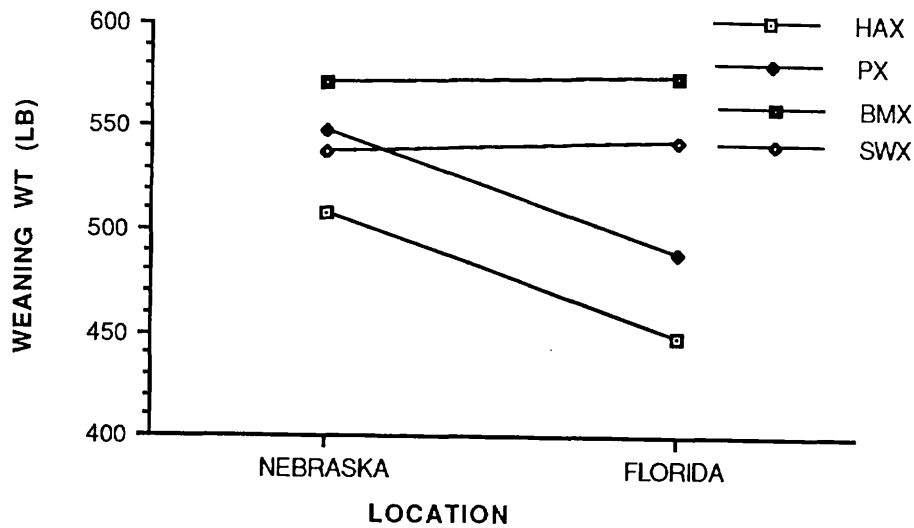 600
550
500
450
400
WEANING WT (LB)
NEBRASKA
FLORIDA
LOCATION
HAX
PX
BMX
SWX